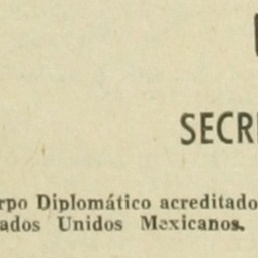 SECR
rpo Diplomático acreditado
ados Unidos Mexicanos.